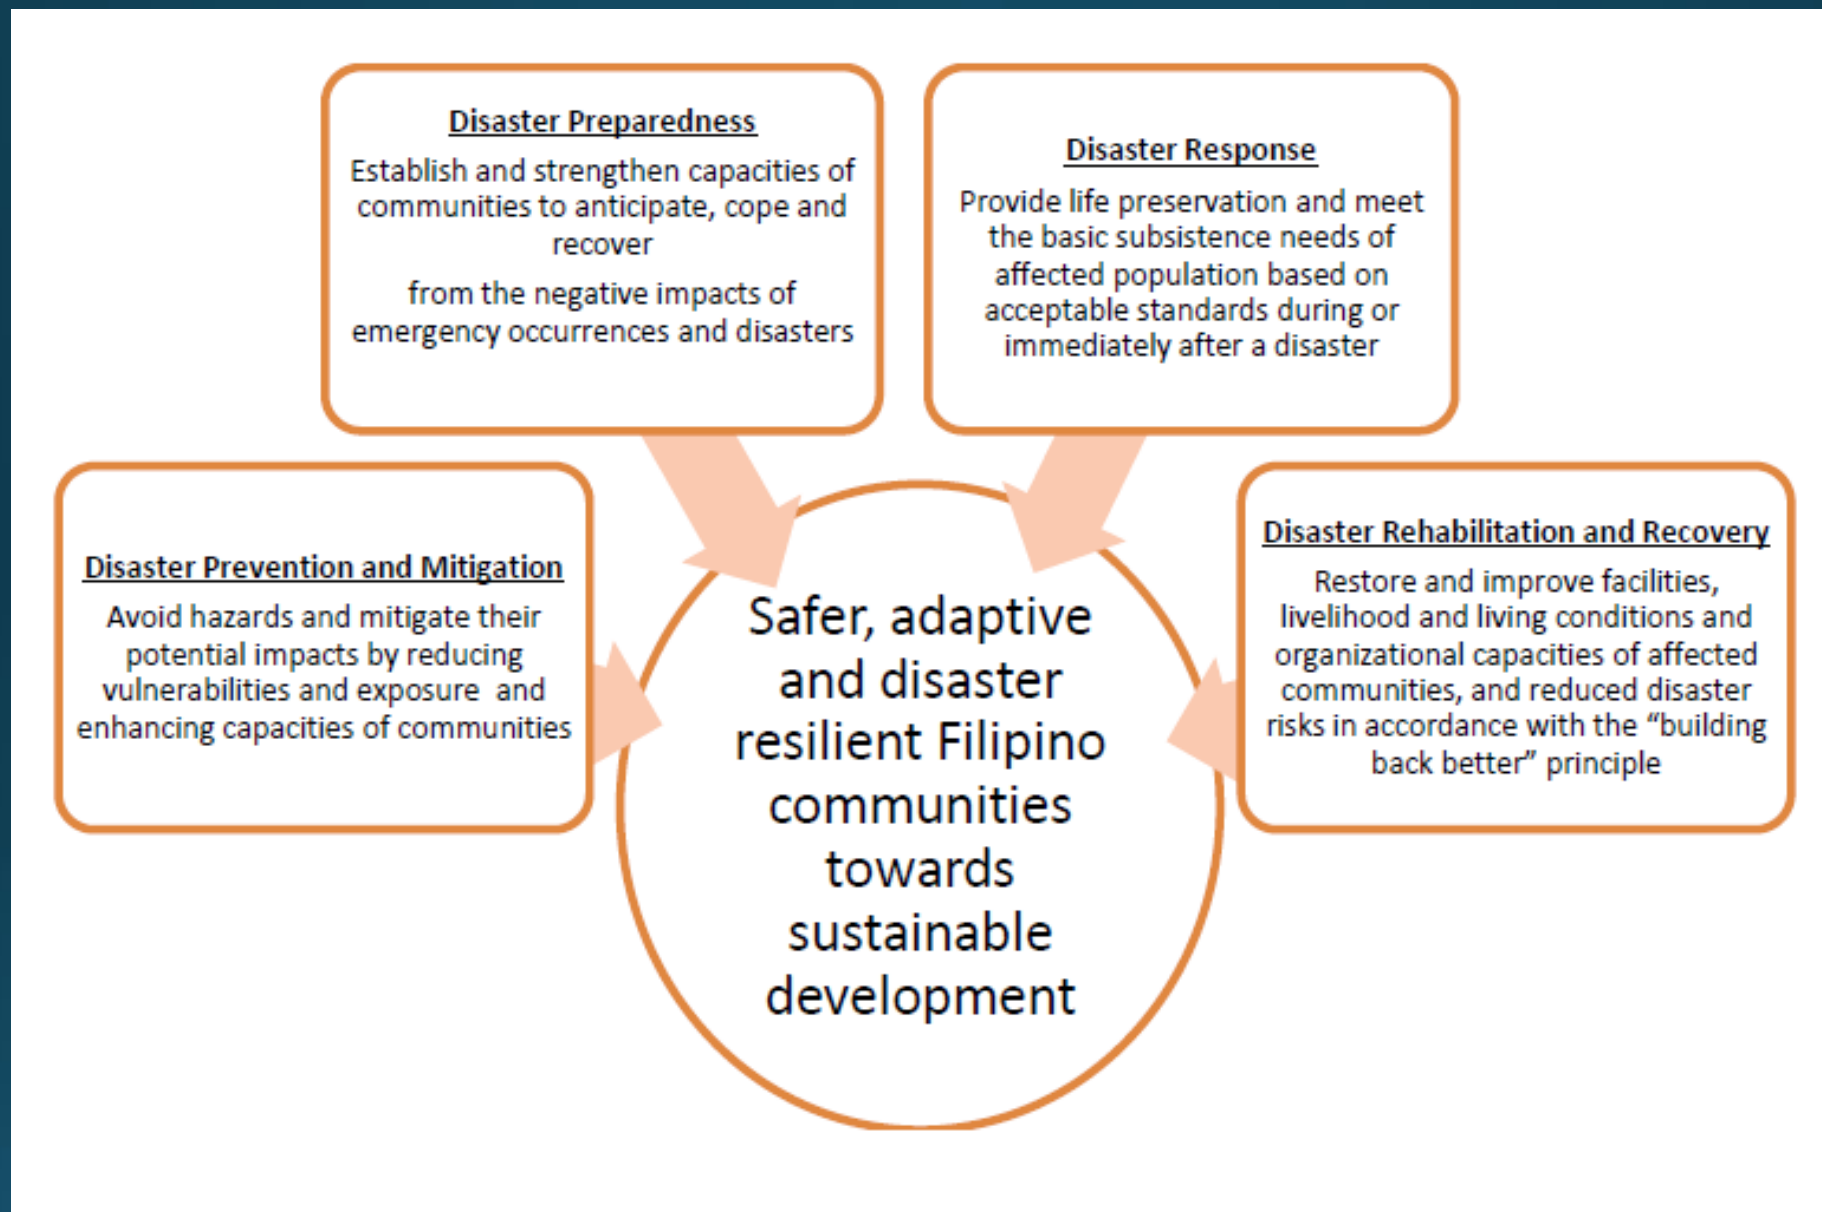 Disaster Preparedness
Establish and strengthen capacities of
communities to anticipate, cope and
recover
from the negative impacts of
emergency occurrences and disasters
Disaster Response
Provide life preservation and meet
the basic subsistence needs of
affected population based on
acceptable standards during or
immediately after a disaster
Disaster Prevention and Mitigation
Avoid hazards and mitigate their
potential impacts by reducing
vulnerabilities and exposure and
enhancing capacities of communities
Disaster Rehabilitation and Recovery
Restore and improve facilities,
livelihood and living conditions and
organizational capacities of affected
communities, and reduced disaster
risks in accordance with the “building
back better” principle
Safer, adaptive
and disaster
resilient Filipino
communities
towards
sustainable
development